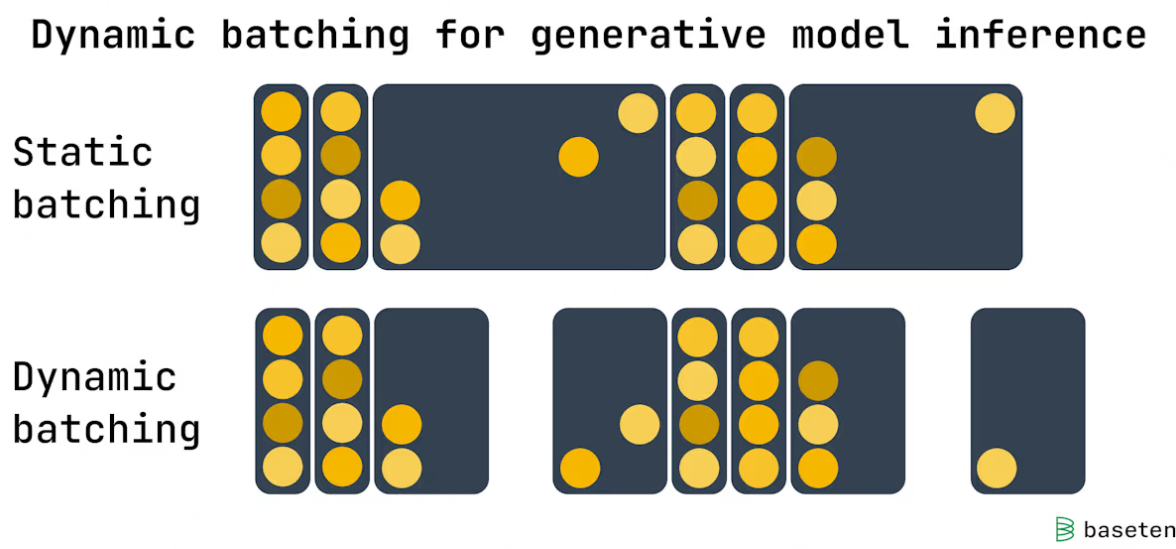 Dynamic batching for generative model inference
Static
batching
Dynamic
batching
baseten